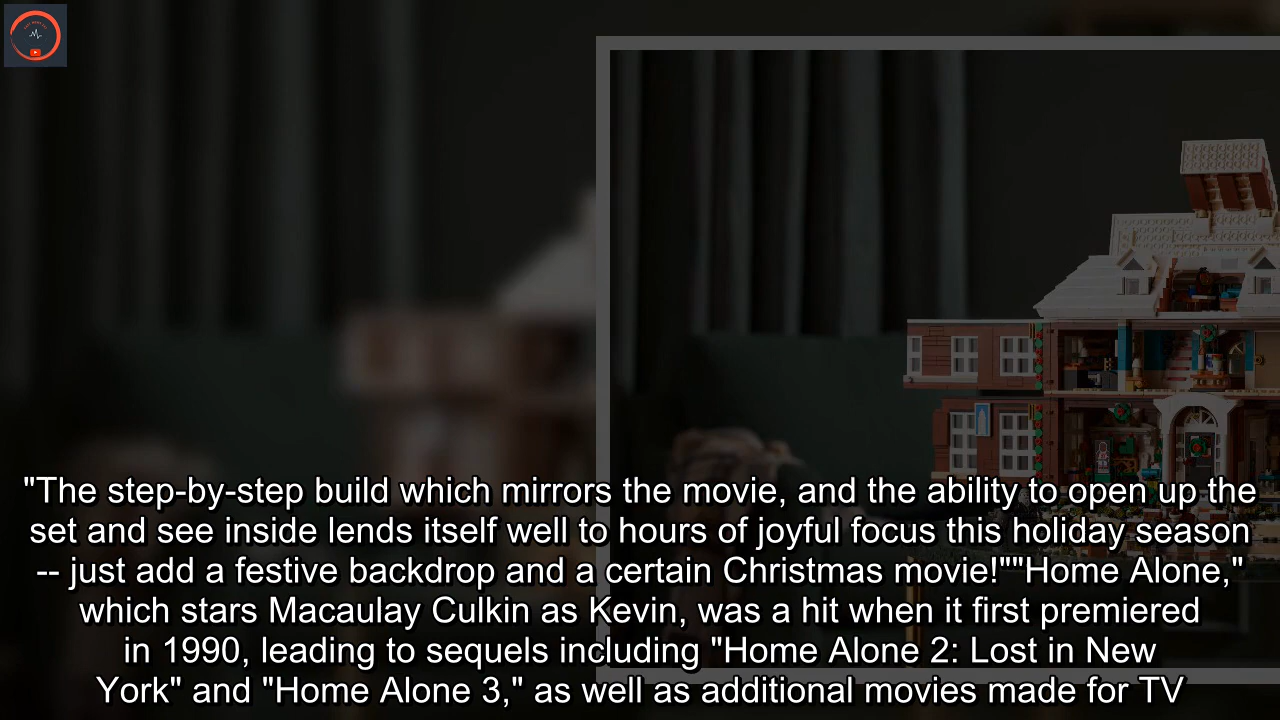 "The step-by-step build which mirrors the movie, and the ability to open up the
set and see inside lends itself well to hours of joyful focus this holiday season
-- just add a festive backdrop and a certain Christmas movie!""Home Alone,"
which stars Macaulay Culkin as Kevin, was a hit when it first premiered
in 1990, leading to sequels including "Home Alone 2: Lost in New
York" and "Home Alone 3," as well as additional movies made for TV